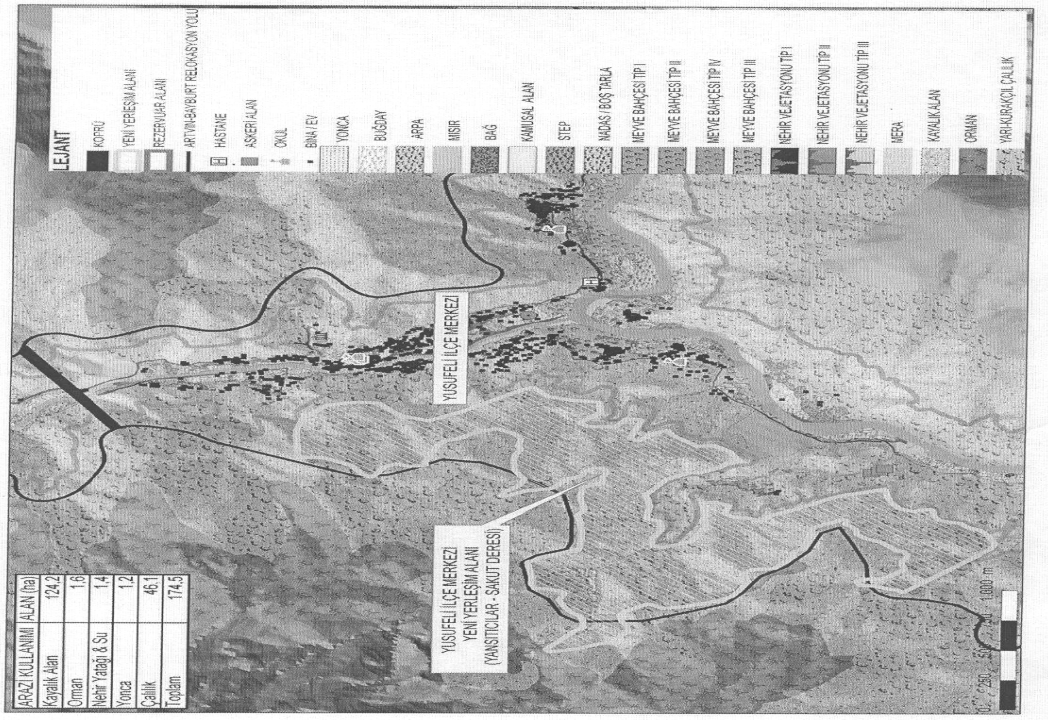 ARAZİ KULLANIMI ALAN (ha)
Kayalık Alan 124,2
Orman 1.6
Nehir Yatağı & Su 1.4
Yonca 1.2
Çalılık 46.1
Toplam 174.5
YUSUFELİ İLÇE MERKEZİ
YENİ YERLEŞİM ALANI
(YANSITICILAR - SAKUT DERESİ)
YUSUFELİ İLÇE MERKEZİ
H
LEJANT
KÖPRÜ
YENİ YERLEŞİM ALANI
REZERVUAR ALANI
ARTVİN-BAYBURT RELOKASYON YOLU
H HASTANE
ASKERİ ALAN
OKUL
BİNA / EV
YONCA
BUĞDAY
ARPA
MISIR
BAĞ
KAMUSAL ALAN
STEP
NADAS / BOŞ TARLA
MEYVE BAHÇESİ TİP I
MEYVE BAHÇESİ TİP II
MEYVE BAHÇESİ TİP IV
MEYVE BAHÇESİ TİP III
NEHİR VEJETASYONU TİP I
NEHİR VEJETASYONU TİP II
NEHİR VEJETASYONU TİP III
MERA
KAYALIK ALAN
ORMAN
YARI KURAKÇIL ÇALILIK